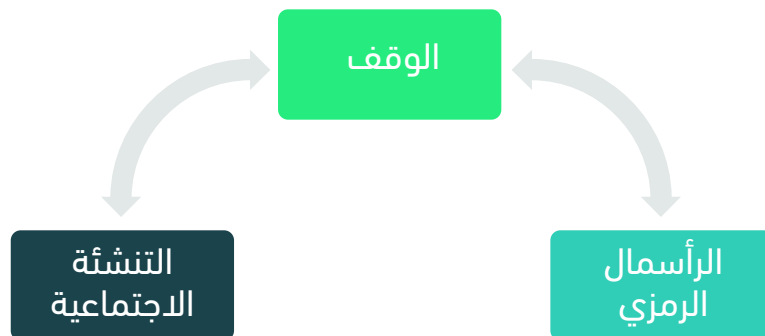 الوقف
الرأسمال
الرمزي
التنشئة
الاجتماعية